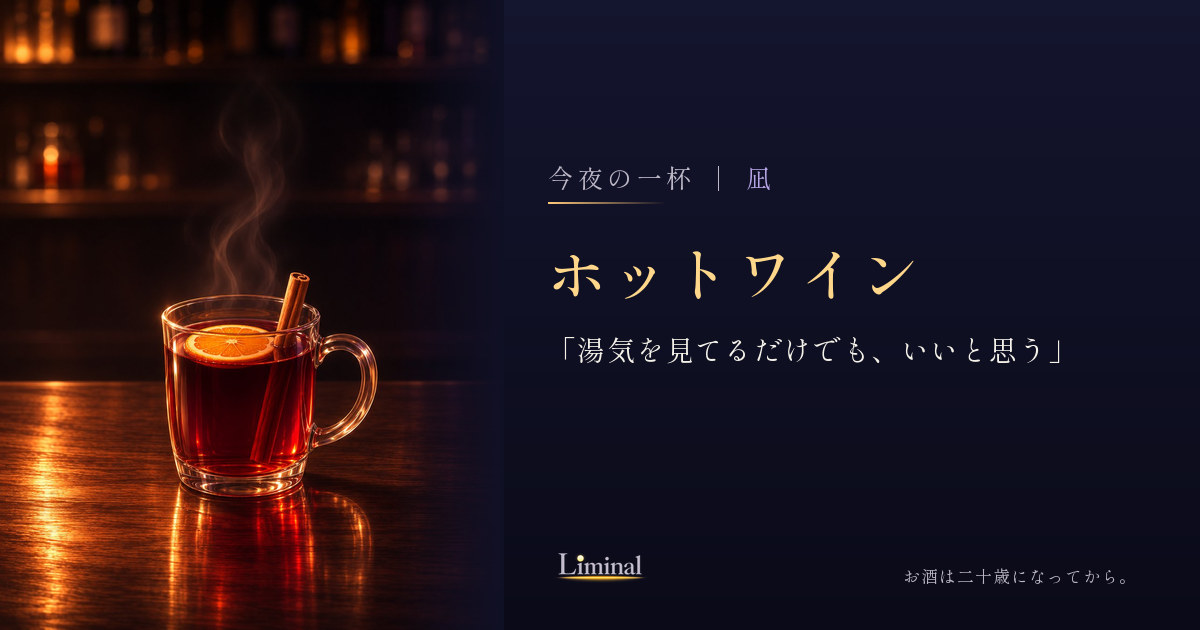 今夜の一杯 | 凪
ホットワイン
「湯気を見てるだけでも、いいと思う」
Liminal
お酒は二十歳になってから。